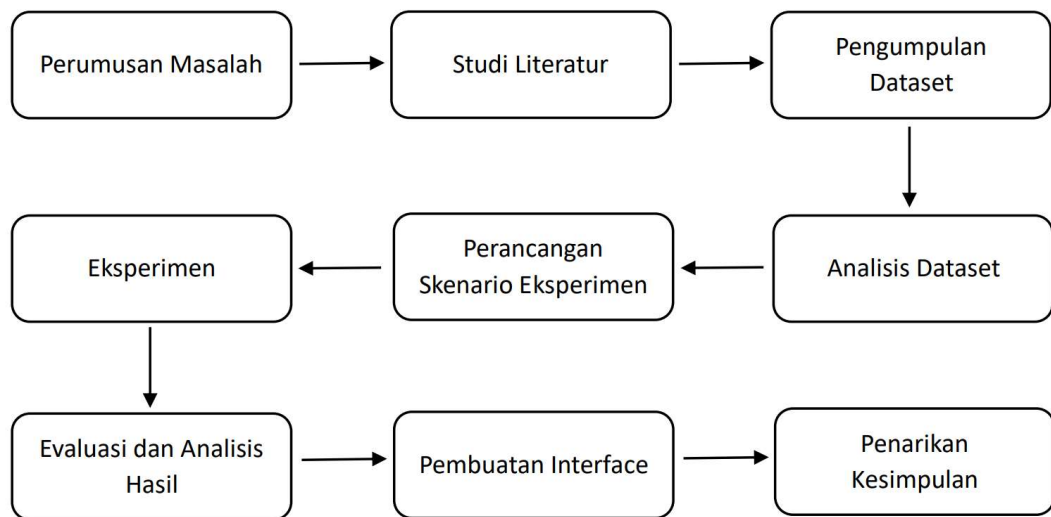 Perumusan Masalah
Studi Literatur
Pengumpulan
Dataset
Analisis Dataset
Perancangan
Skenario Eksperimen
Eksperimen
Evaluasi dan Analisis
Hasil
Pembuatan Interface
Penarikan
Kesimpulan